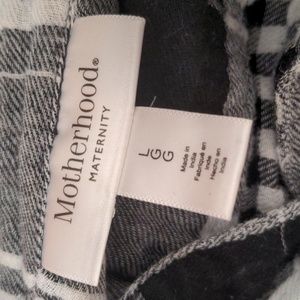 Motherhood®
MATERNITY
L
G
G
Made in
India
Fabriqué en
Inde
Hecho en
India